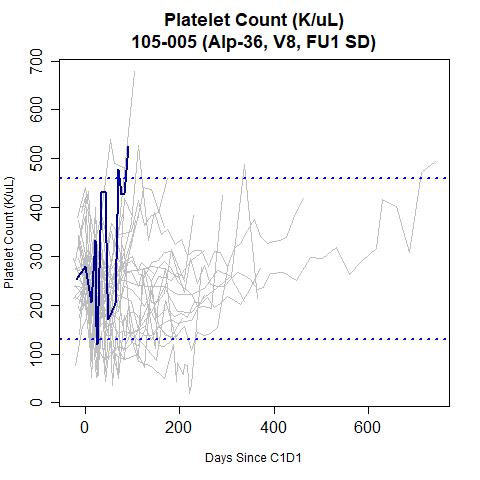 Platelet Count (K/uL)
105-005 (Alp-36, V8, FU1 SD)
Platelet Count (K/uL)
700
600
500
400
300
200
100
0
0 200 400 600
Days Since C1D1